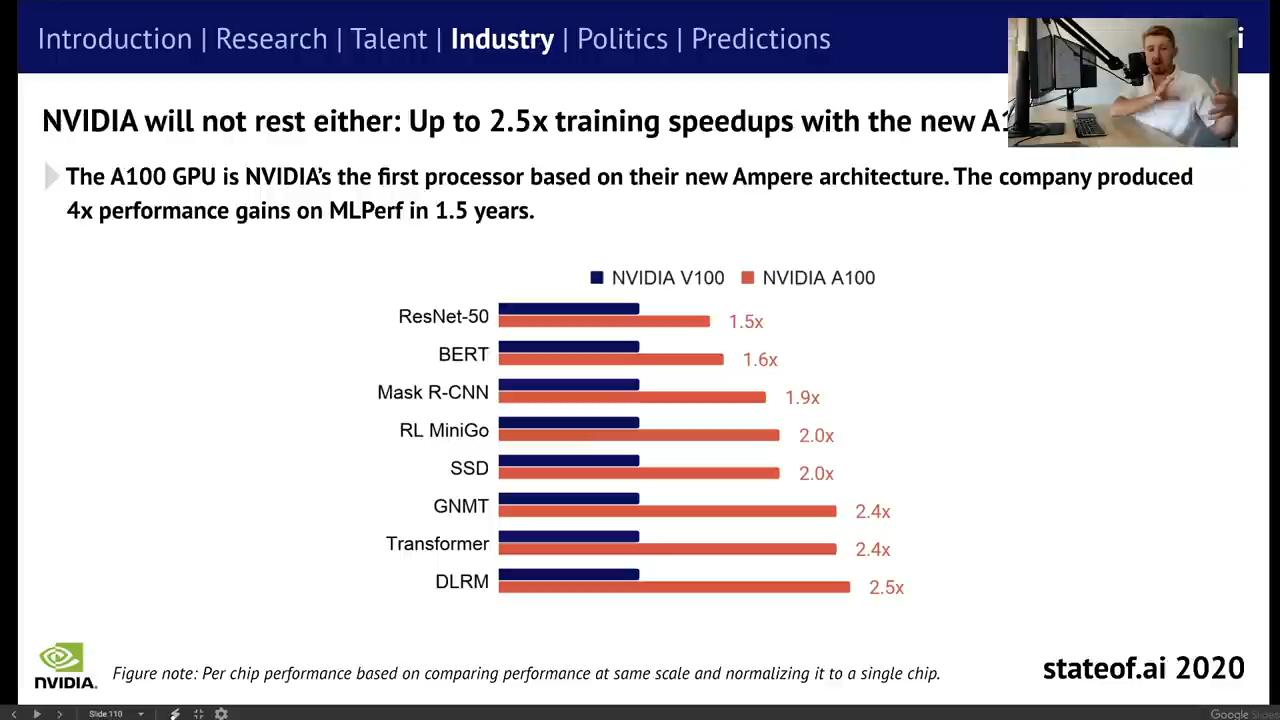 Introduction | Research | Talent | Industry | Politics | Predictions
i
NVIDIA will not rest either: Up to 2.5x training speedups with the new A1
The A100 GPU is NVIDIA's the first processor based on their new Ampere architecture. The company produced
4x performance gains on MLPerf in 1.5 years.
NVIDIA V100 NVIDIA A100
ResNet-50 1.5x
BERT 1.6x
Mask R-CNN 1.9x
RL MiniGo 2.0x
SSD 2.0x
GNMT 2.4x
Transformer 2.4x
DLRM 2.5x
NVIDIA.
Figure note: Per chip performance based on comparing performance at same scale and normalizing it to a single chip.
stateof.ai 2020
Slide 110
Google Slides